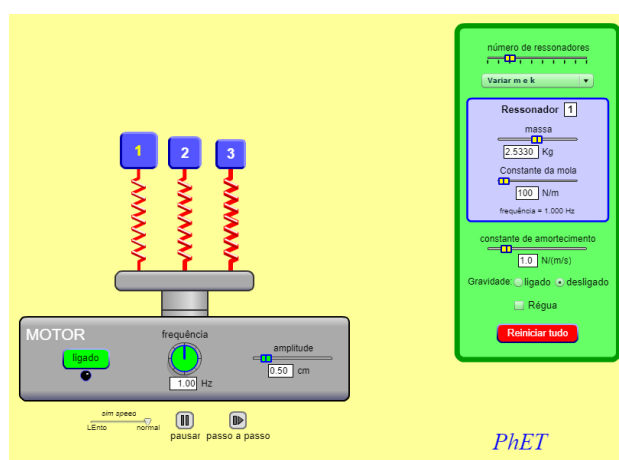 número de ressonadores
Variar m e k
Ressonador 1
massa
2.5330 Kg
Constante da mola
100 N/m
frequência = 1.000 Hz
constante de amortecimento
1.0 N/(m/s)
Gravidade: ligado desligado
Régua
Reiniciar tudo
1
2
3
MOTOR
ligado
frequência
1.00 Hz
amplitude
0.50 cm
sim speed
LEnto normal
pausar passo a passo
PhET